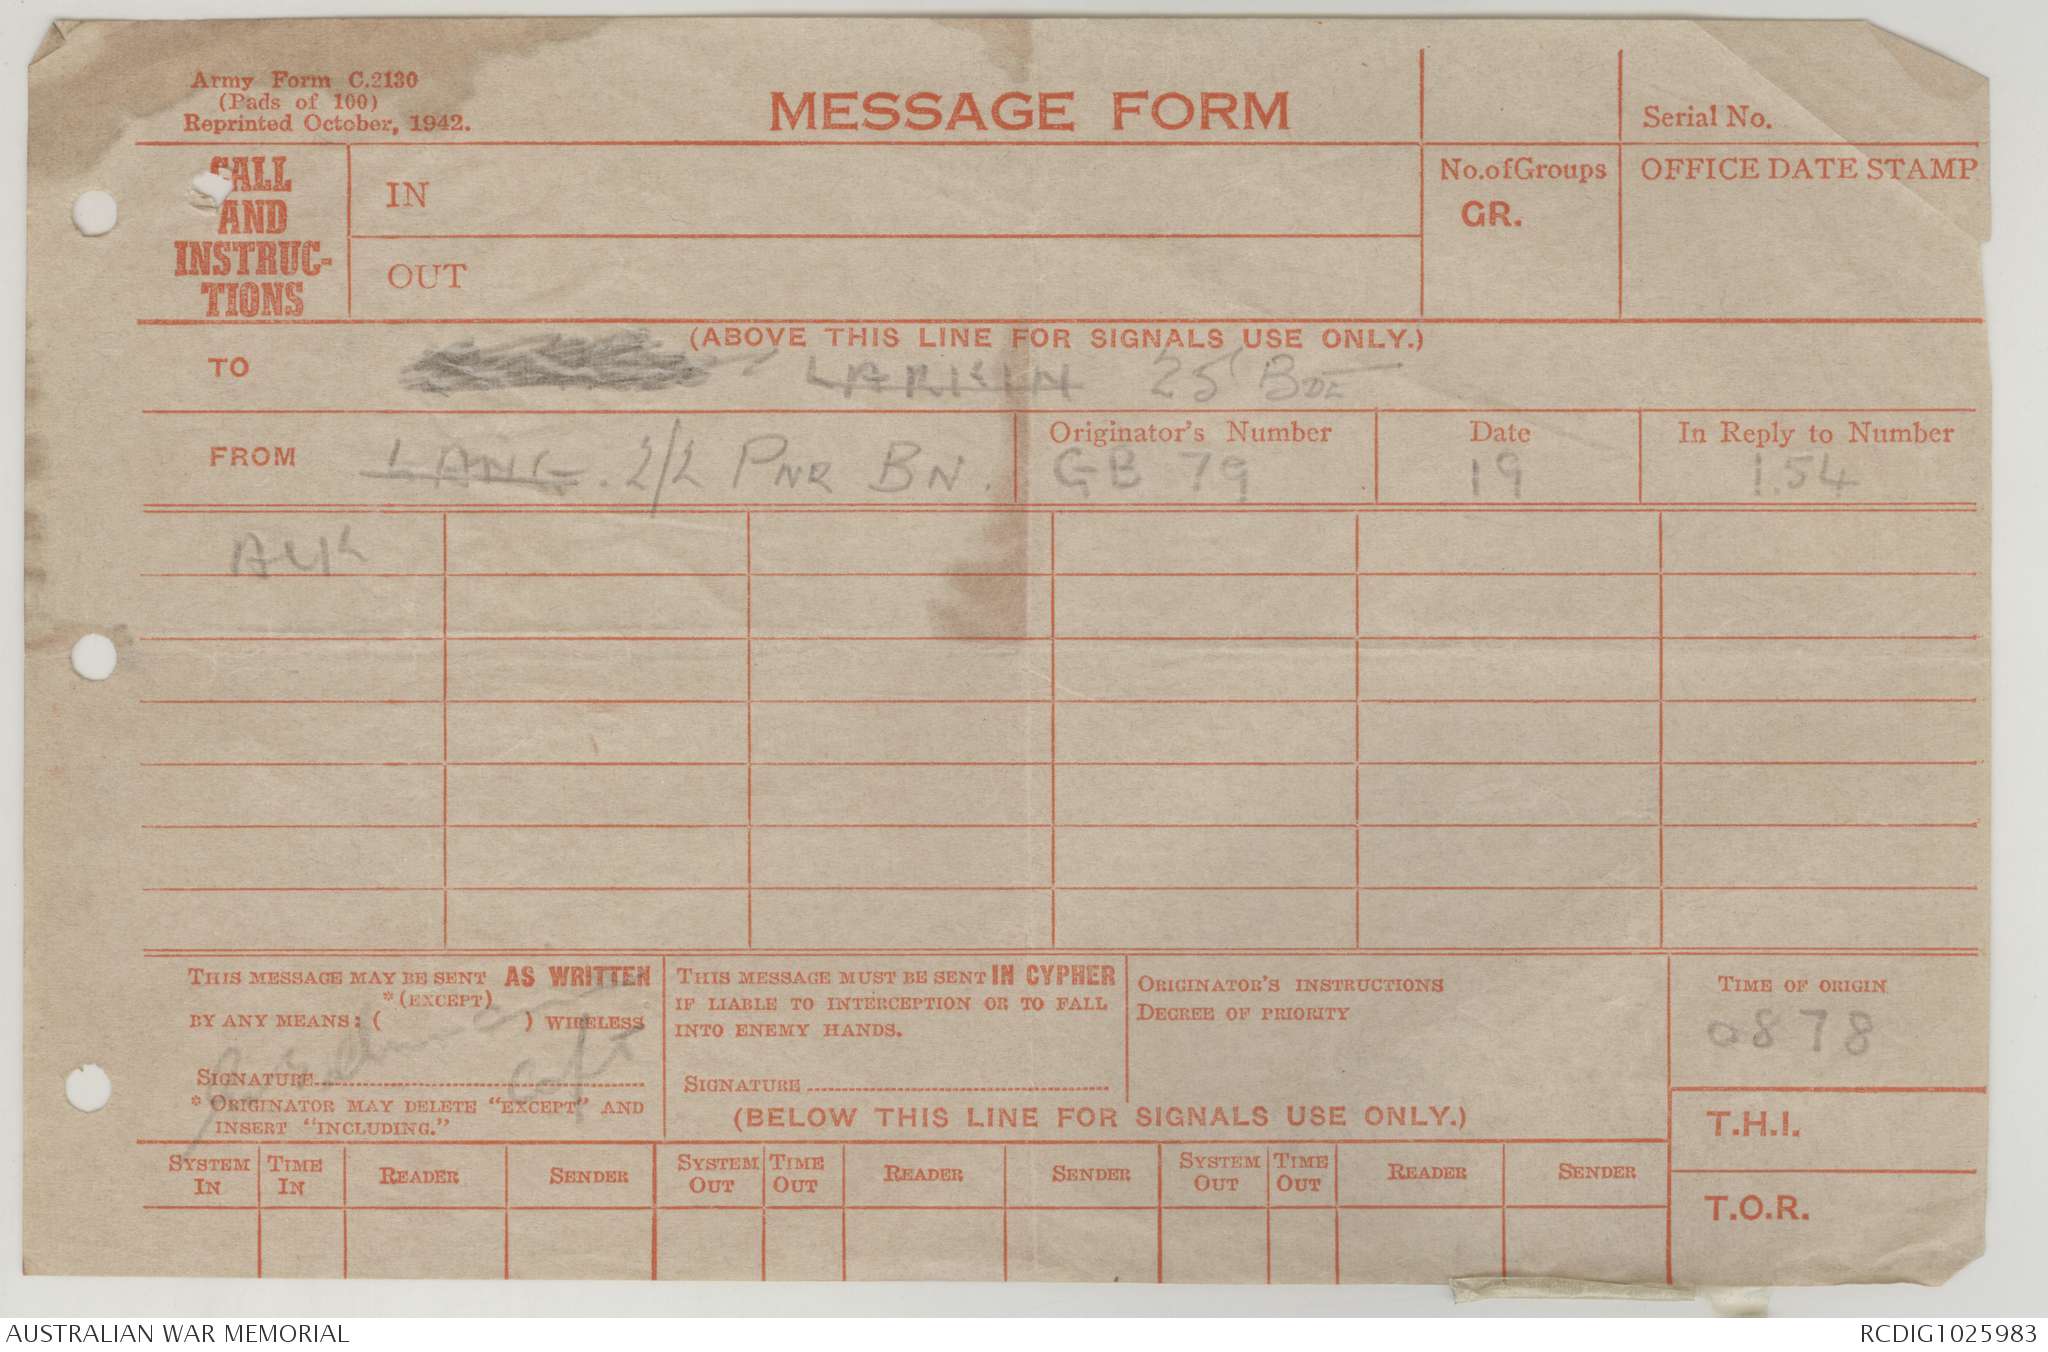 Army Form C.2130
(Pads of 100)
Reprinted October, 1942.
MESSAGE FORM
Serial No.
CALL
AND
INSTRUC-
TIONS
IN
OUT
No.ofGroups
GR.
OFFICE DATE STAMP
(ABOVE THIS LINE FOR SIGNALS USE ONLY.)
TO LARKIN 25 BDE
FROM LANG. 2/2 PNR BN.
Originator's Number
GB 79
Date
19
In Reply to Number
1.54
THIS MESSAGE MAY BE SENT AS WRITTEN
*(EXCEPT)
BY ANY MEANS: ( ) WIRELESS
Capt
SIGNATURE
* ORIGINATOR MAY DELETE "EXCEPT" AND
INSERT "INCLUDING."
THIS MESSAGE MUST BE SENT IN CYPHER
IF LIABLE TO INTERCEPTION OR TO FALL
INTO ENEMY HANDS.
SIGNATURE
ORIGINATOR'S INSTRUCTIONS
DEGREE OF PRIORITY
TIME OF ORIGIN
0878
(BELOW THIS LINE FOR SIGNALS USE ONLY.)
T.H.I.
T.O.R.
SYSTEM IN
TIME IN
READER
SENDER
SYSTEM OUT
TIME OUT
READER
SENDER
SYSTEM OUT
TIME OUT
READER
SENDER
AUSTRALIAN WAR MEMORIAL
RCDIG1025983